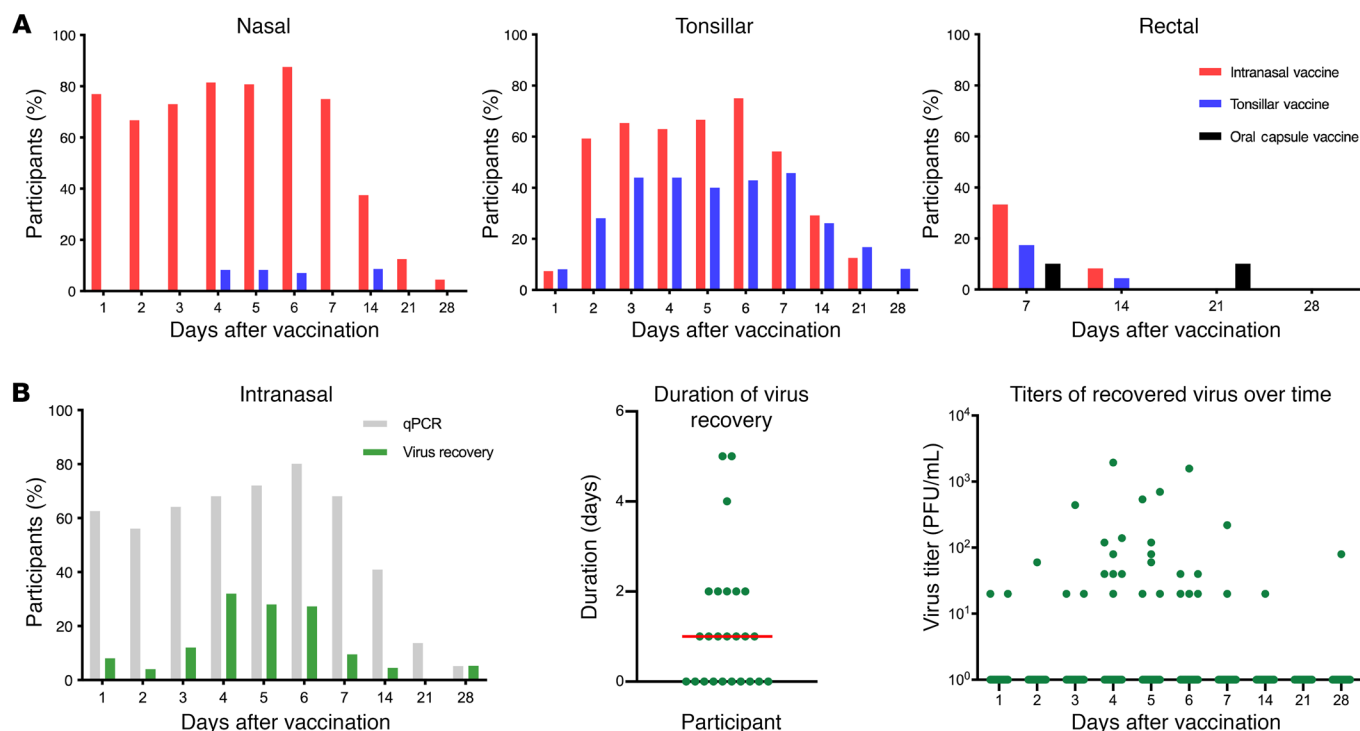 A
Nasal
Participants (%)
100
80
60
40
20
0
1 2 3 4 5 6 7 14 21 28
Days after vaccination
Tonsillar
Participants (%)
100
80
60
40
20
0
1 2 3 4 5 6 7 14 21 28
Days after vaccination
Rectal
Participants (%)
100
80
60
40
20
0
7 14 21 28
Days after vaccination
Intranasal vaccine
Tonsillar vaccine
Oral capsule vaccine
B
Intranasal
Participants (%)
100
80
60
40
20
0
1 2 3 4 5 6 7 14 21 28
Days after vaccination
qPCR
Virus recovery
Duration of virus
recovery
Duration (days)
6
4
2
0
Participant
Titers of recovered virus over time
Virus titer (PFU/mL)
10⁴
10³
10²
10¹
10⁰
1 2 3 4 5 6 7 14 21 28
Days after vaccination